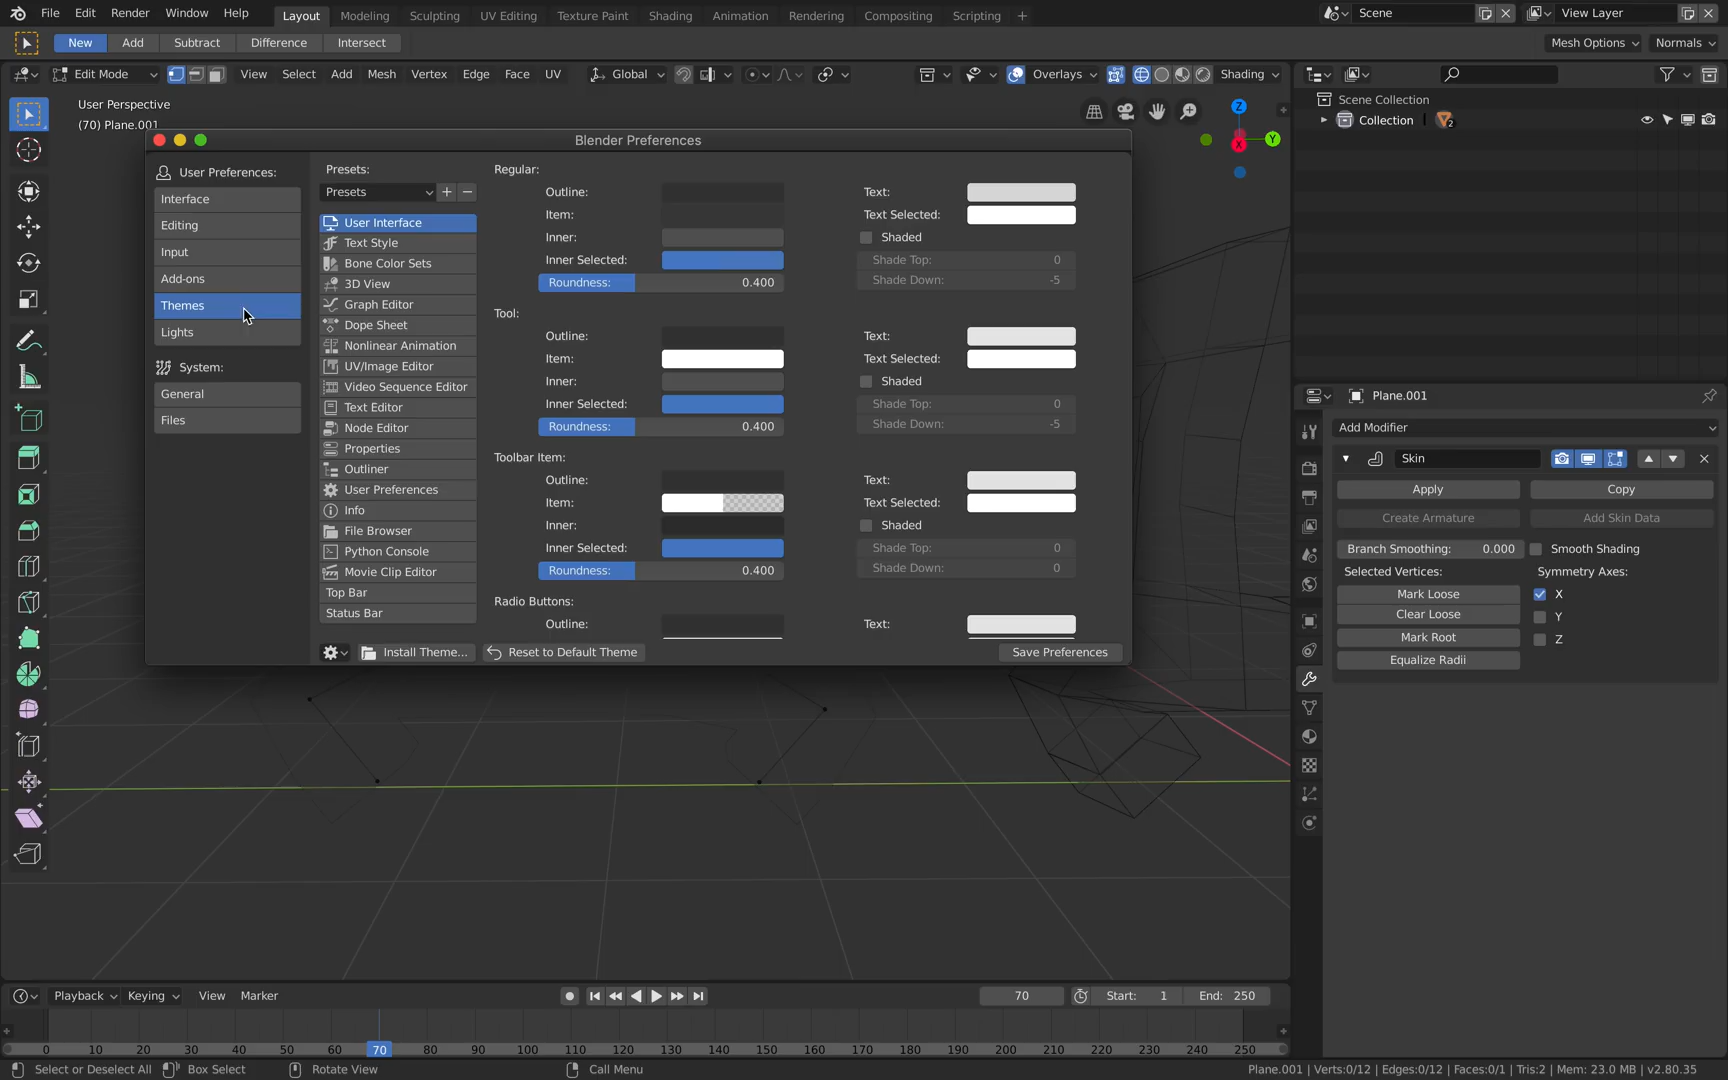 File Edit Render Window Help Layout Modeling Sculpting UV Editing Texture Paint Shading Animation Rendering Compositing Scripting + Scene View Layer
New Add Subtract Difference Intersect Mesh Options Normals
Edit Mode View Select Add Mesh Vertex Edge Face UV Global Overlays Shading
User Perspective
(70) Plane.001
Z
Y
X
Blender Preferences
User Preferences:
Interface
Editing
Input
Add-ons
Themes
Lights
System:
General
Files
Presets:
Presets
User Interface
Text Style
Bone Color Sets
3D View
Graph Editor
Dope Sheet
Nonlinear Animation
UV/Image Editor
Video Sequence Editor
Text Editor
Node Editor
Properties
Outliner
User Preferences
Info
File Browser
Python Console
Movie Clip Editor
Top Bar
Status Bar
Install Theme... Reset to Default Theme Save Preferences
Regular:
Outline: Text:
Item: Text Selected:
Inner: Shaded
Inner Selected: Shade Top: 0
Roundness: 0.400 Shade Down: -5
Tool:
Outline: Text:
Item: Text Selected:
Inner: Shaded
Inner Selected: Shade Top: 0
Roundness: 0.400 Shade Down: -5
Toolbar Item:
Outline: Text:
Item: Text Selected:
Inner: Shaded
Inner Selected: Shade Top: 0
Roundness: 0.400 Shade Down: 0
Radio Buttons:
Outline: Text:
Scene Collection
Collection 2
Plane.001
Add Modifier
Skin
Apply Copy
Create Armature Add Skin Data
Branch Smoothing: 0.000 Smooth Shading
Selected Vertices: Symmetry Axes:
Mark Loose X
Clear Loose Y
Mark Root Z
Equalize Radii
Playback Keying View Marker 70 Start: 1 End: 250
0 10 20 30 40 50 60 70 80 90 100 110 120 130 140 150 160 170 180 190 200 210 220 230 240 250
Select or Deselect All Box Select Rotate View Call Menu Plane.001 | Verts:0/12 | Edges:0/12 | Faces:0/1 | Tris:2 | Mem: 23.0 MB | v2.80.35